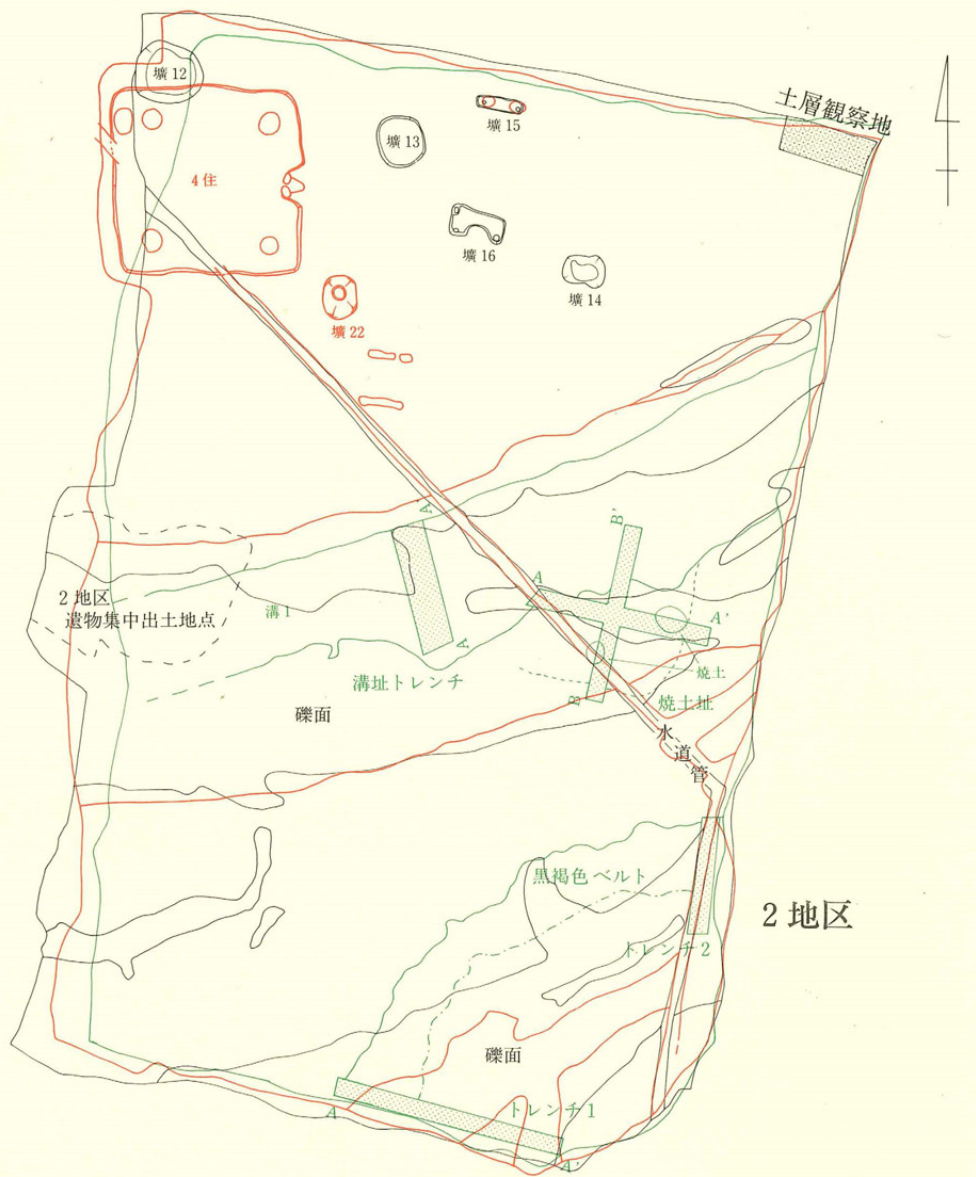 壙12
土層観察地
壙15
壙13
4住
壙16
壙14
壙22
A'
B'
A
2地区
遺物集中出土地点
溝1
A'
A
焼土
溝址トレンチ
B
焼土址
礫面
水道管
黒褐色ベルト
2地区
トレンチ2
礫面
トレンチ1
A
A'